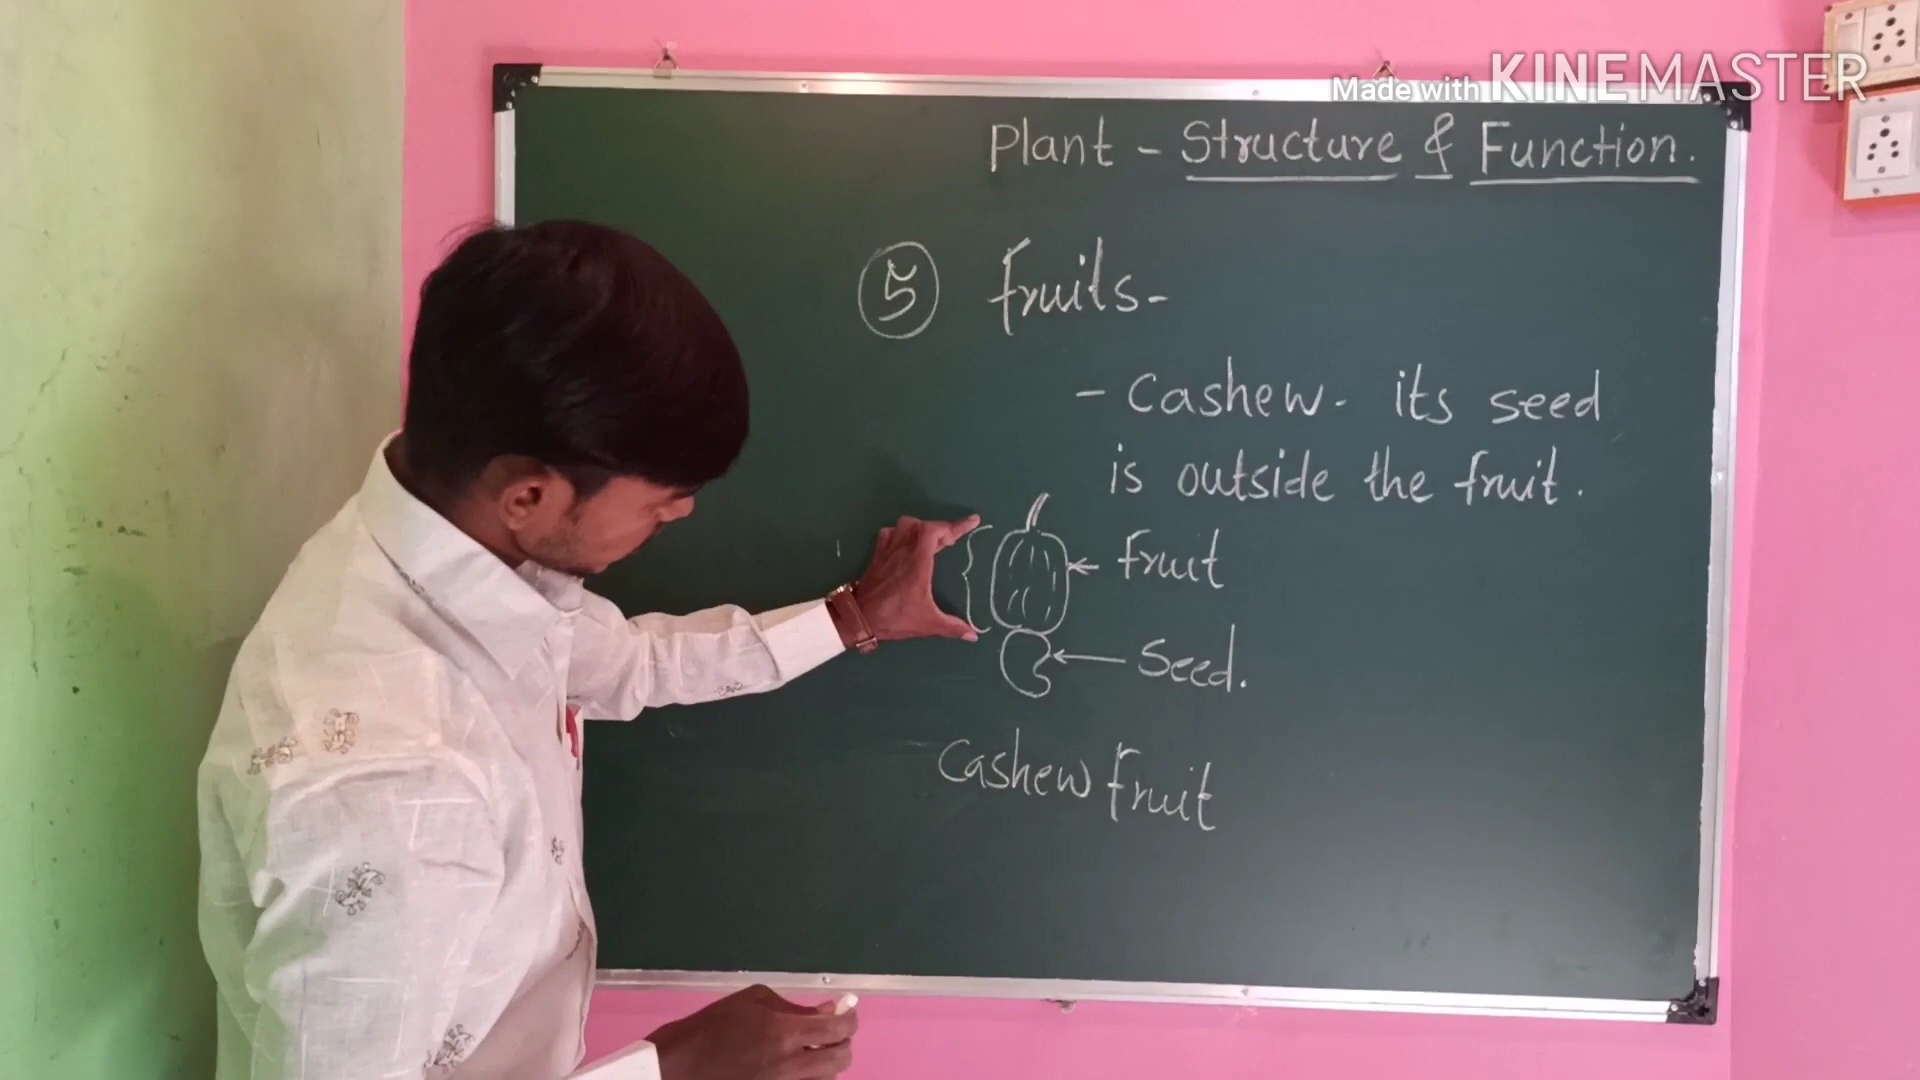 Made with KINEMASTER
Plant - Structure & Function.
5 Fruits-
- Cashew. its seed
is outside the fruit.
Fruit
Seed.
Cashew Fruit